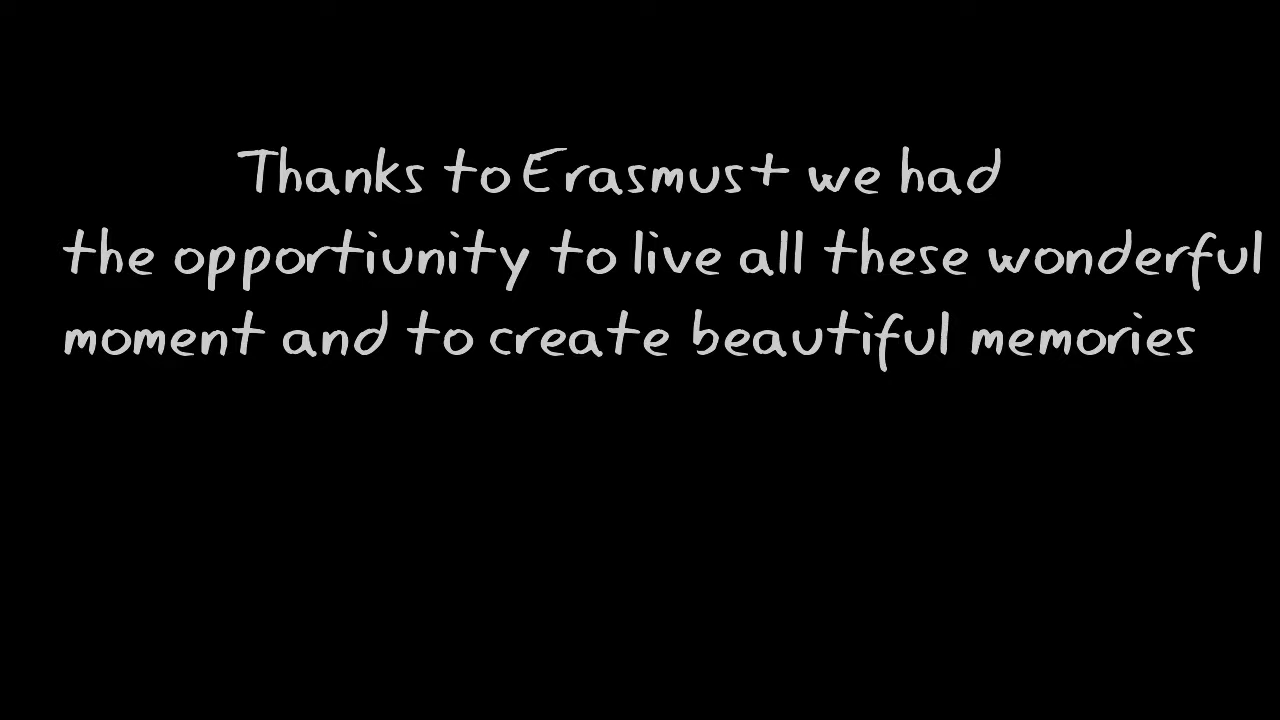 Thanks to Erasmus+ we had
the opportiunity to live all these wonderful
moment and to create beautiful memories